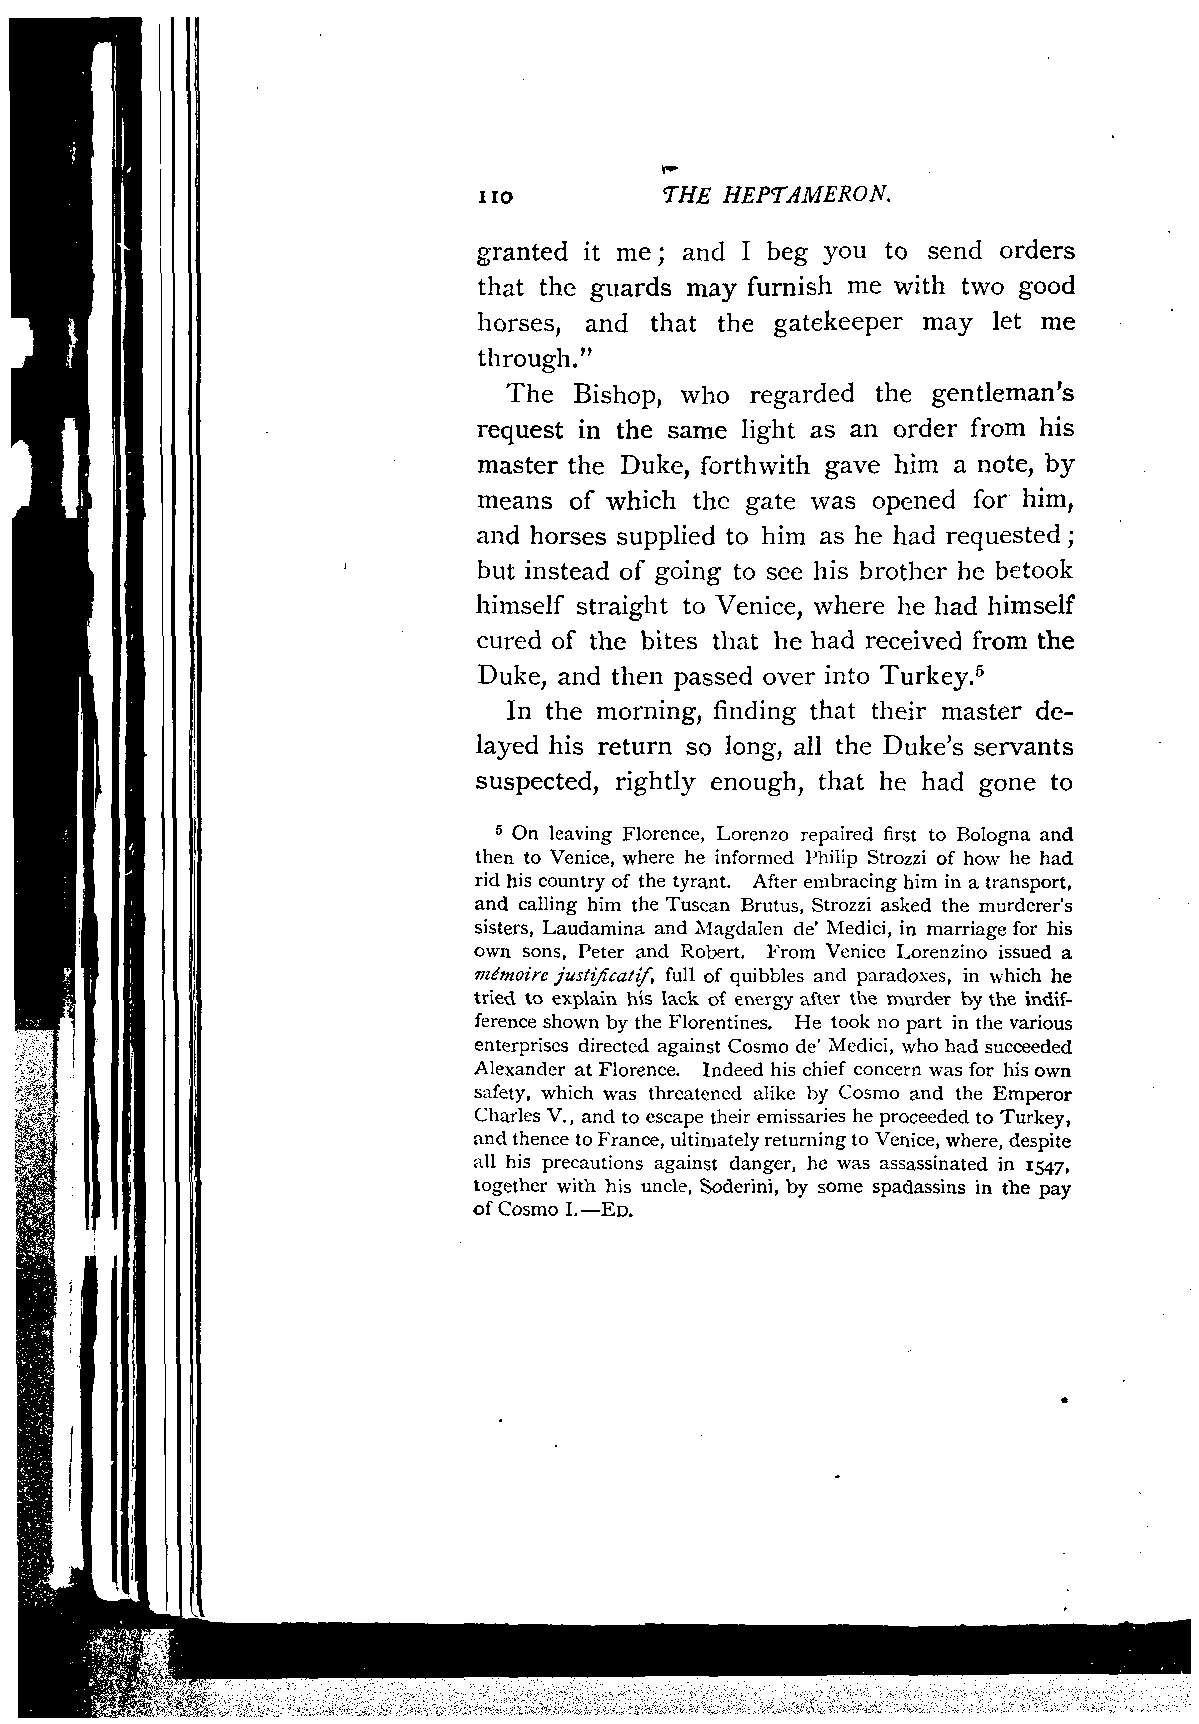 110 THE HEPTAMERON.
granted it me; and I beg you to send orders
that the guards may furnish me with two good
horses, and that the gatekeeper may let me
through."
The Bishop, who regarded the gentleman's
request in the same light as an order from his
master the Duke, forthwith gave him a note, by
means of which the gate was opened for him,
and horses supplied to him as he had requested;
but instead of going to see his brother he betook
himself straight to Venice, where he had himself
cured of the bites that he had received from the
Duke, and then passed over into Turkey.⁵
In the morning, finding that their master de-
layed his return so long, all the Duke's servants
suspected, rightly enough, that he had gone to
⁵ On leaving Florence, Lorenzo repaired first to Bologna and
then to Venice, where he informed Philip Strozzi of how he had
rid his country of the tyrant. After embracing him in a transport,
and calling him the Tuscan Brutus, Strozzi asked the murderer's
sisters, Laudamina and Magdalen de' Medici, in marriage for his
own sons, Peter and Robert. From Venice Lorenzino issued a
mémoire justificatif, full of quibbles and paradoxes, in which he
tried to explain his lack of energy after the murder by the indif-
ference shown by the Florentines. He took no part in the various
enterprises directed against Cosmo de' Medici, who had succeeded
Alexander at Florence. Indeed his chief concern was for his own
safety, which was threatened alike by Cosmo and the Emperor
Charles V., and to escape their emissaries he proceeded to Turkey,
and thence to France, ultimately returning to Venice, where, despite
all his precautions against danger, he was assassinated in 1547,
together with his uncle, Soderini, by some spadassins in the pay
of Cosmo I.—ED.